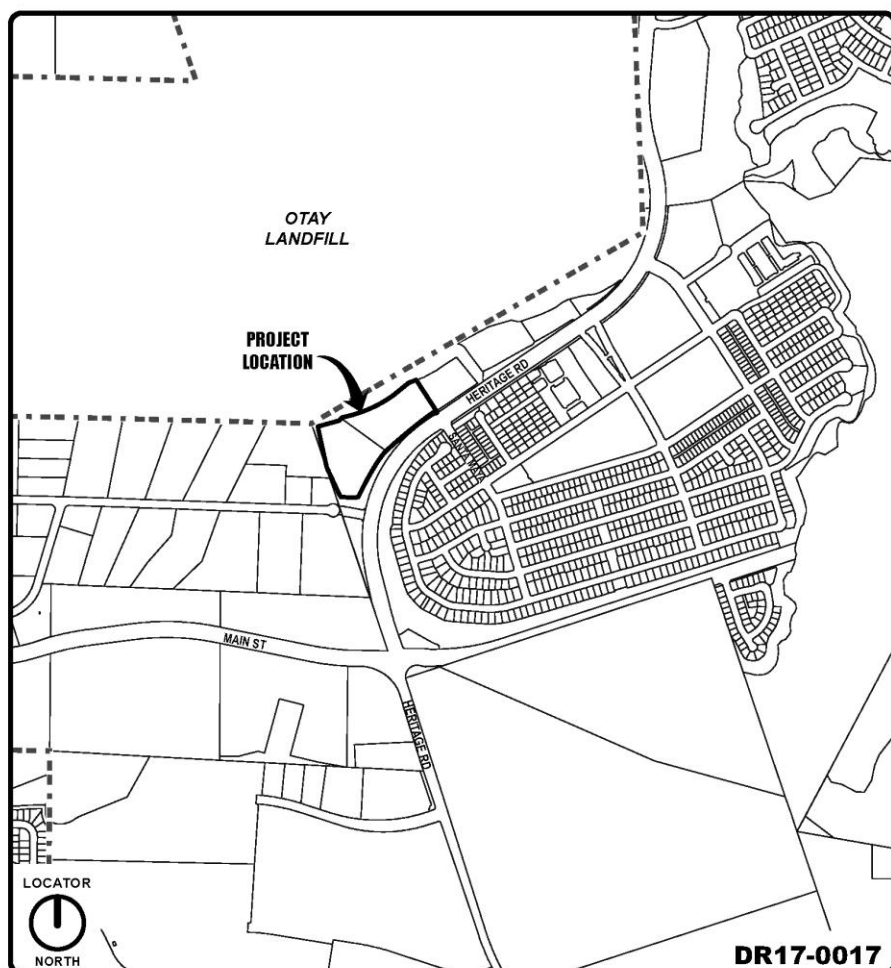 OTAY
LANDFILL
PROJECT
LOCATION
HERITAGE RD
MAIN ST
HERITAGE RD
LOCATOR
NORTH
DR17-0017